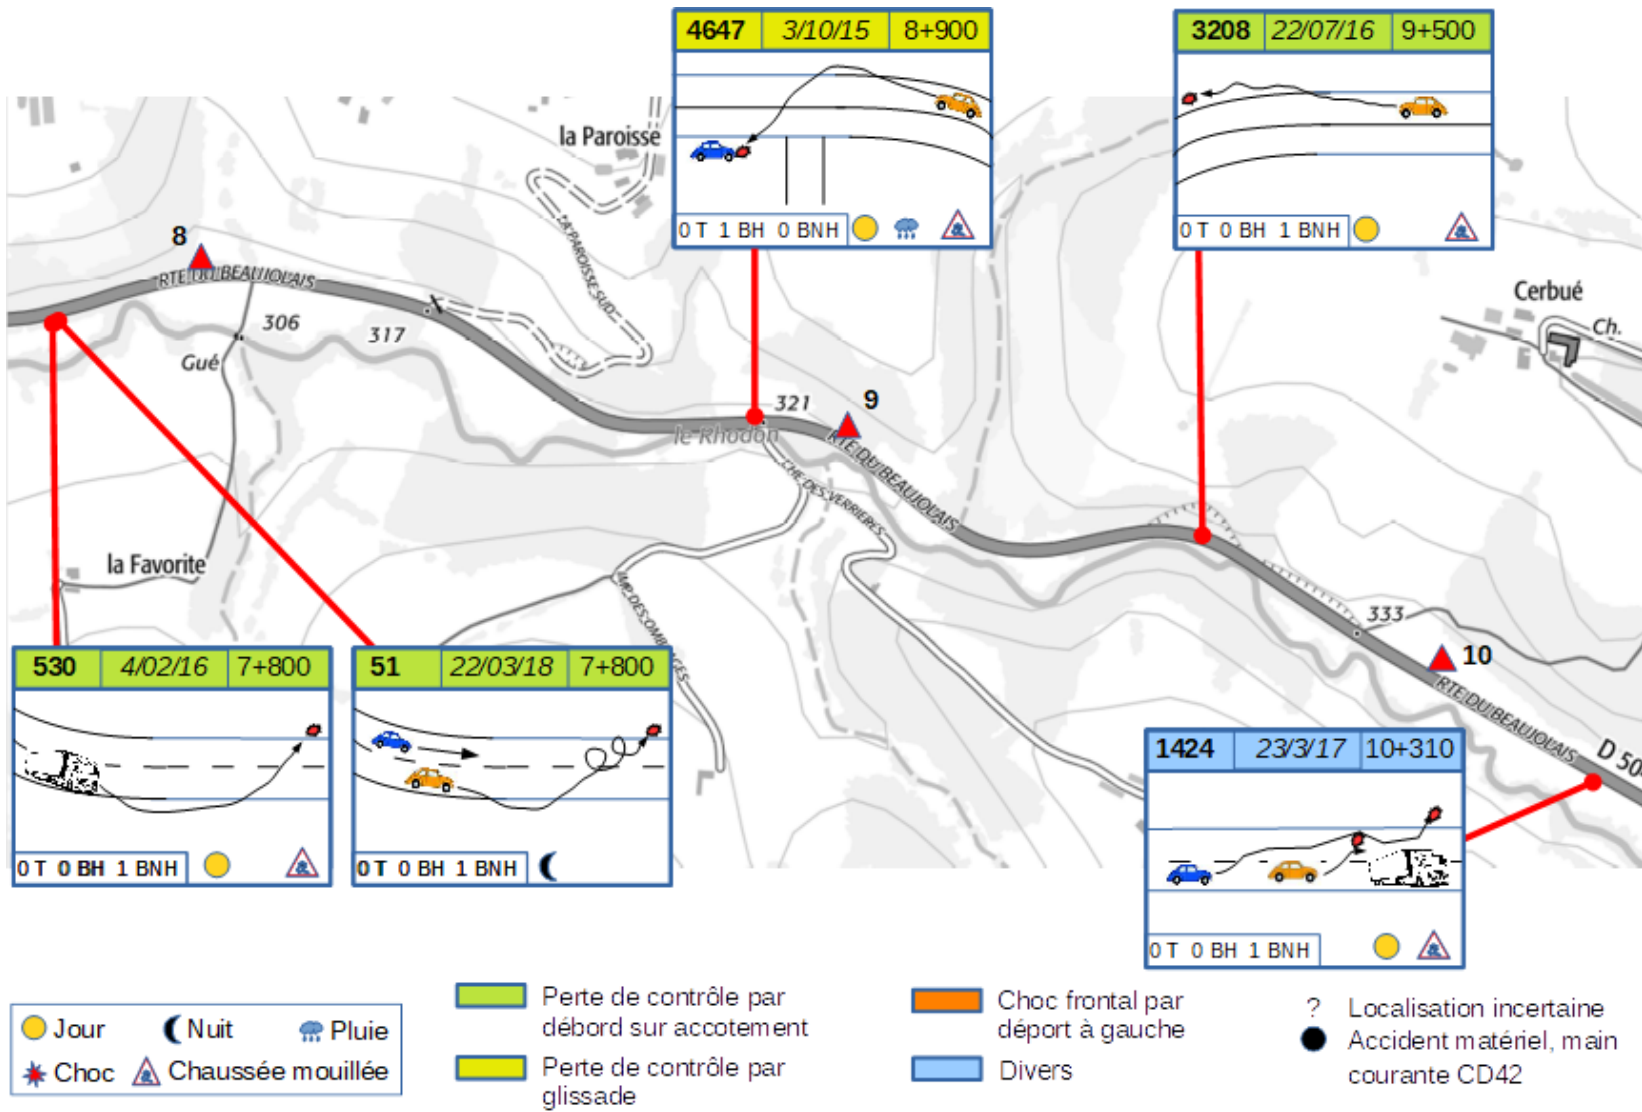 4647 3/10/15 8+900
0 T 1 BH 0 BNH
3208 22/07/16 9+500
0 T 0 BH 1 BNH
la Paroisse
LA PAROISSE SUD
8
RTE DU BEAUJOLAIS
306
317
Gué
321
9
le Rhodon
RTE DU BEAUJOLAIS
CHE DES VERRIERES
Cerbué
Ch.
la Favorite
333
10
RTE DU BEAUJOLAIS
D 50
530 4/02/16 7+800
0 T 0 BH 1 BNH
51 22/03/18 7+800
0 T 0 BH 1 BNH
1424 23/3/17 10+310
0 T 0 BH 1 BNH
Jour Nuit Pluie
Choc Chaussée mouillée
Perte de contrôle par
débord sur accotement
Perte de contrôle par
glissade
Choc frontal par
déport à gauche
Divers
? Localisation incertaine
Accident matériel, main
courante CD42